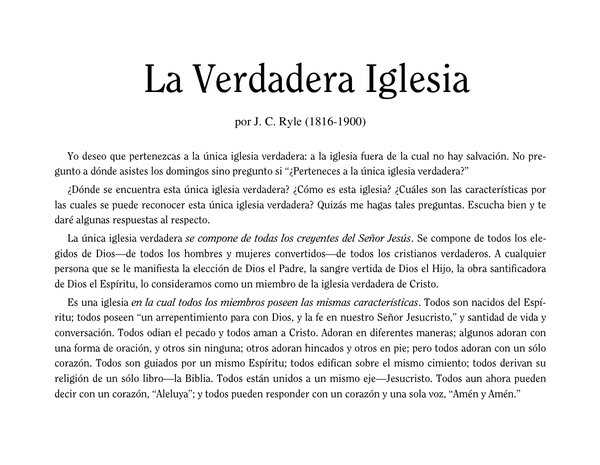 La Verdadera Iglesia
por J. C. Ryle (1816-1900)
Yo deseo que pertenezcas a la única iglesia verdadera: a la iglesia fuera de la cual no hay salvación. No pre-
gunto a dónde asistes los domingos sino pregunto si “¿Perteneces a la única iglesia verdadera?”
¿Dónde se encuentra esta única iglesia verdadera? ¿Cómo es esta iglesia? ¿Cuáles son las características por
las cuales se puede reconocer esta única iglesia verdadera? Quizás me hagas tales preguntas. Escucha bien y te
daré algunas respuestas al respecto.
La única iglesia verdadera se compone de todas los creyentes del Señor Jesús. Se compone de todos los ele-
gidos de Dios—de todos los hombres y mujeres convertidos—de todos los cristianos verdaderos. A cualquier
persona que se le manifiesta la elección de Dios el Padre, la sangre vertida de Dios el Hijo, la obra santificadora
de Dios el Espíritu, lo consideramos como un miembro de la iglesia verdadera de Cristo.
Es una iglesia en la cual todos los miembros poseen las mismas características. Todos son nacidos del Espí-
ritu; todos poseen “un arrepentimiento para con Dios, y la fe en nuestro Señor Jesucristo,” y santidad de vida y
conversación. Todos odian el pecado y todos aman a Cristo. Adoran en diferentes maneras; algunos adoran con
una forma de oración, y otros sin ninguna; otros adoran hincados y otros en pie; pero todos adoran con un sólo
corazón. Todos son guiados por un mismo Espíritu; todos edifican sobre el mismo cimiento; todos derivan su
religión de un sólo libro—la Biblia. Todos están unidos a un mismo eje—Jesucristo. Todos aun ahora pueden
decir con un corazón, “Aleluya”; y todos pueden responder con un corazón y una sola voz, “Amén y Amén.”